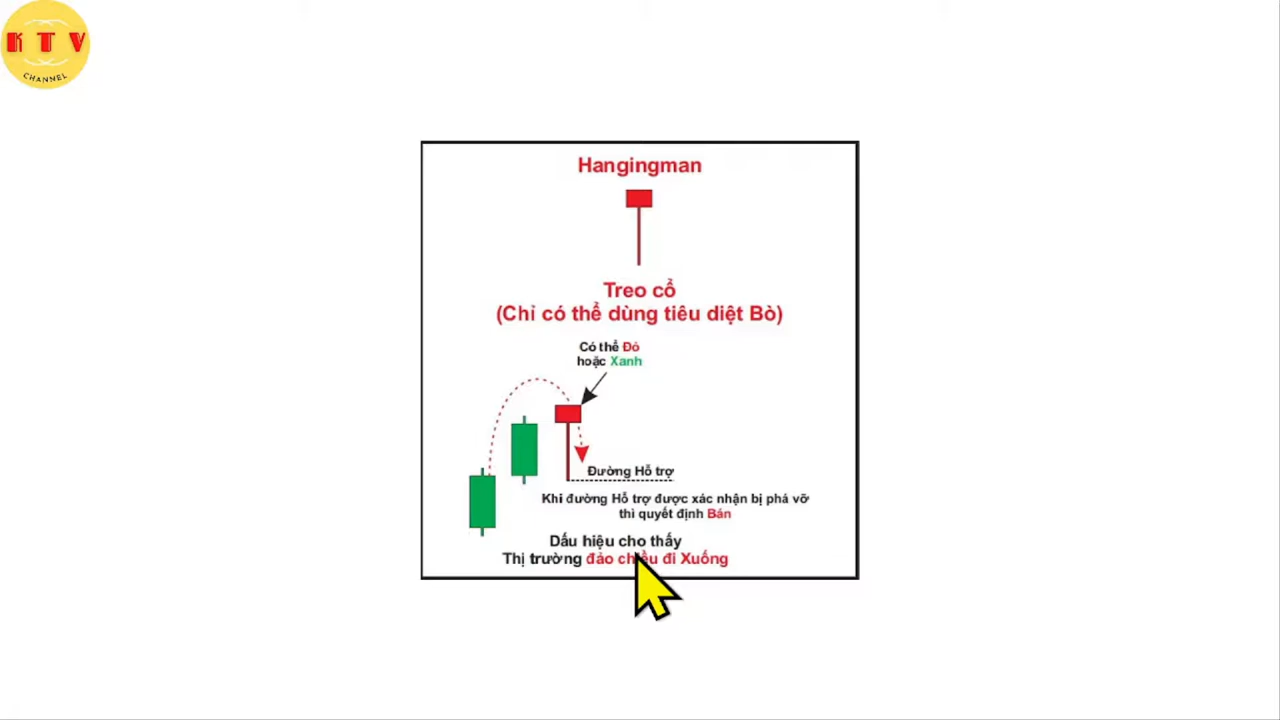 KTV
CHANNEL
Hangingman
Treo cổ
(Chỉ có thể dùng tiêu diệt Bò)
Có thể Đỏ
hoặc Xanh
Đường Hỗ trợ
Khi đường Hỗ trợ được xác nhận bị phá vỡ
thì quyết định Bán
Dấu hiệu cho thấy
Thị trường đảo chiều đi Xuống